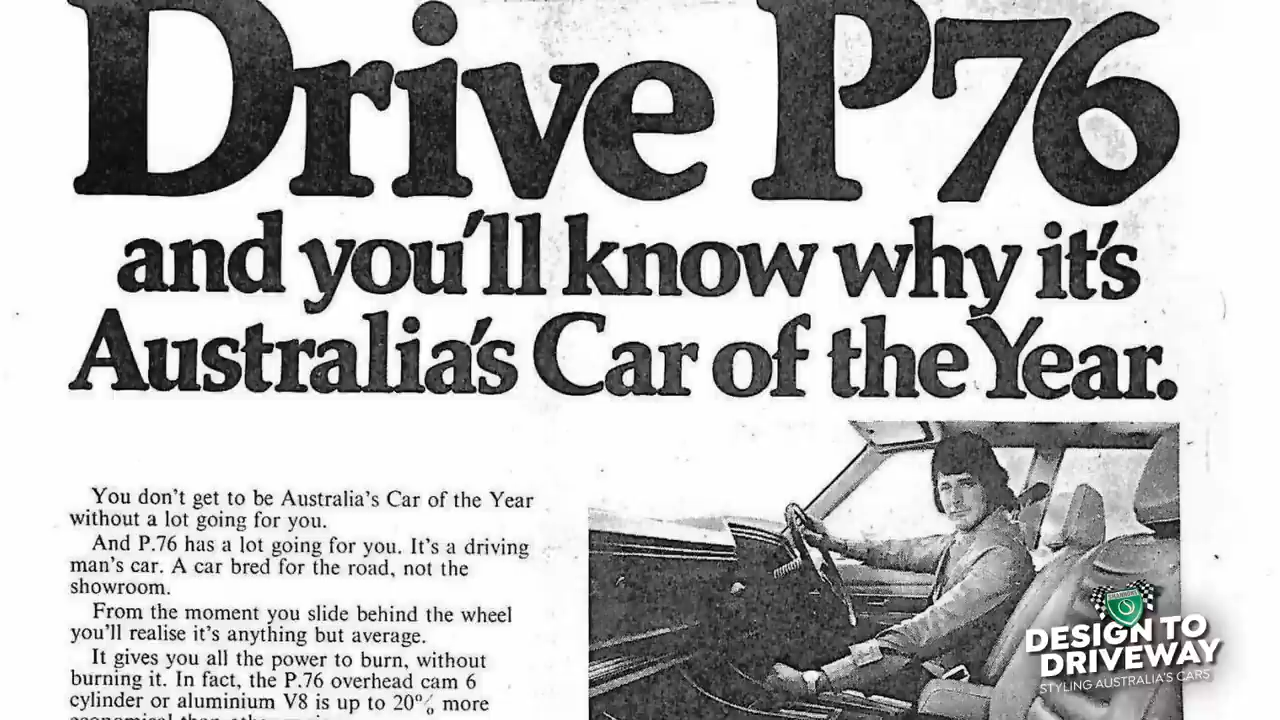 Drive P76
and you'll know why it's
Australia's Car of the Year.
You don't get to be Australia's Car of the Year
without a lot going for you.
And P.76 has a lot going for you. It's a driving
man's car. A car bred for the road, not the
showroom.
From the moment you slide behind the wheel
you'll realise it's anything but average.
It gives you all the power to burn, without
burning it. In fact, the P.76 overhead cam 6
cylinder or aluminium V8 is up to 20% more
SHANNONS
DESIGN TO
DRIVEWAY
STYLING AUSTRALIA'S CARS